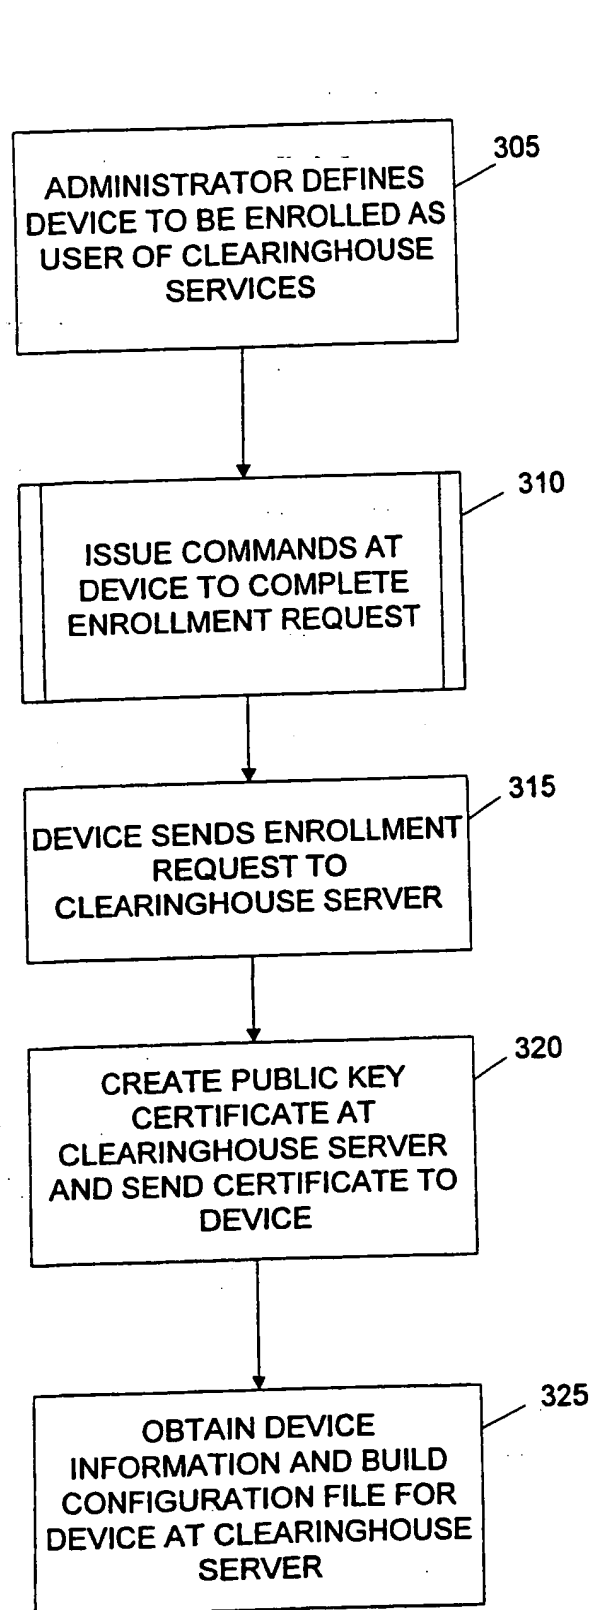 305
ADMINISTRATOR DEFINES
DEVICE TO BE ENROLLED AS
USER OF CLEARINGHOUSE
SERVICES
310
ISSUE COMMANDS AT
DEVICE TO COMPLETE
ENROLLMENT REQUEST
315
DEVICE SENDS ENROLLMENT
REQUEST TO
CLEARINGHOUSE SERVER
320
CREATE PUBLIC KEY
CERTIFICATE AT
CLEARINGHOUSE SERVER
AND SEND CERTIFICATE TO
DEVICE
325
OBTAIN DEVICE
INFORMATION AND BUILD
CONFIGURATION FILE FOR
DEVICE AT CLEARINGHOUSE
SERVER